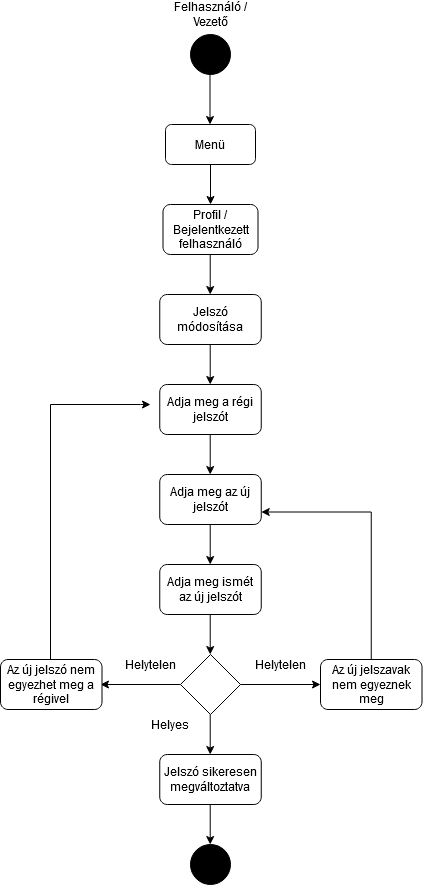 Felhasználó /
Vezető
Menü
Profil /
Bejelentkezett
felhasználó
Jelszó
módosítása
Adja meg a régi
jelszót
Adja meg az új
jelszót
Adja meg ismét
az új jelszót
Helytelen
Helytelen
Az új jelszó nem
egyezhet meg a
régivel
Az új jelszavak
nem egyeznek
meg
Helyes
Jelszó sikeresen
megváltoztatva